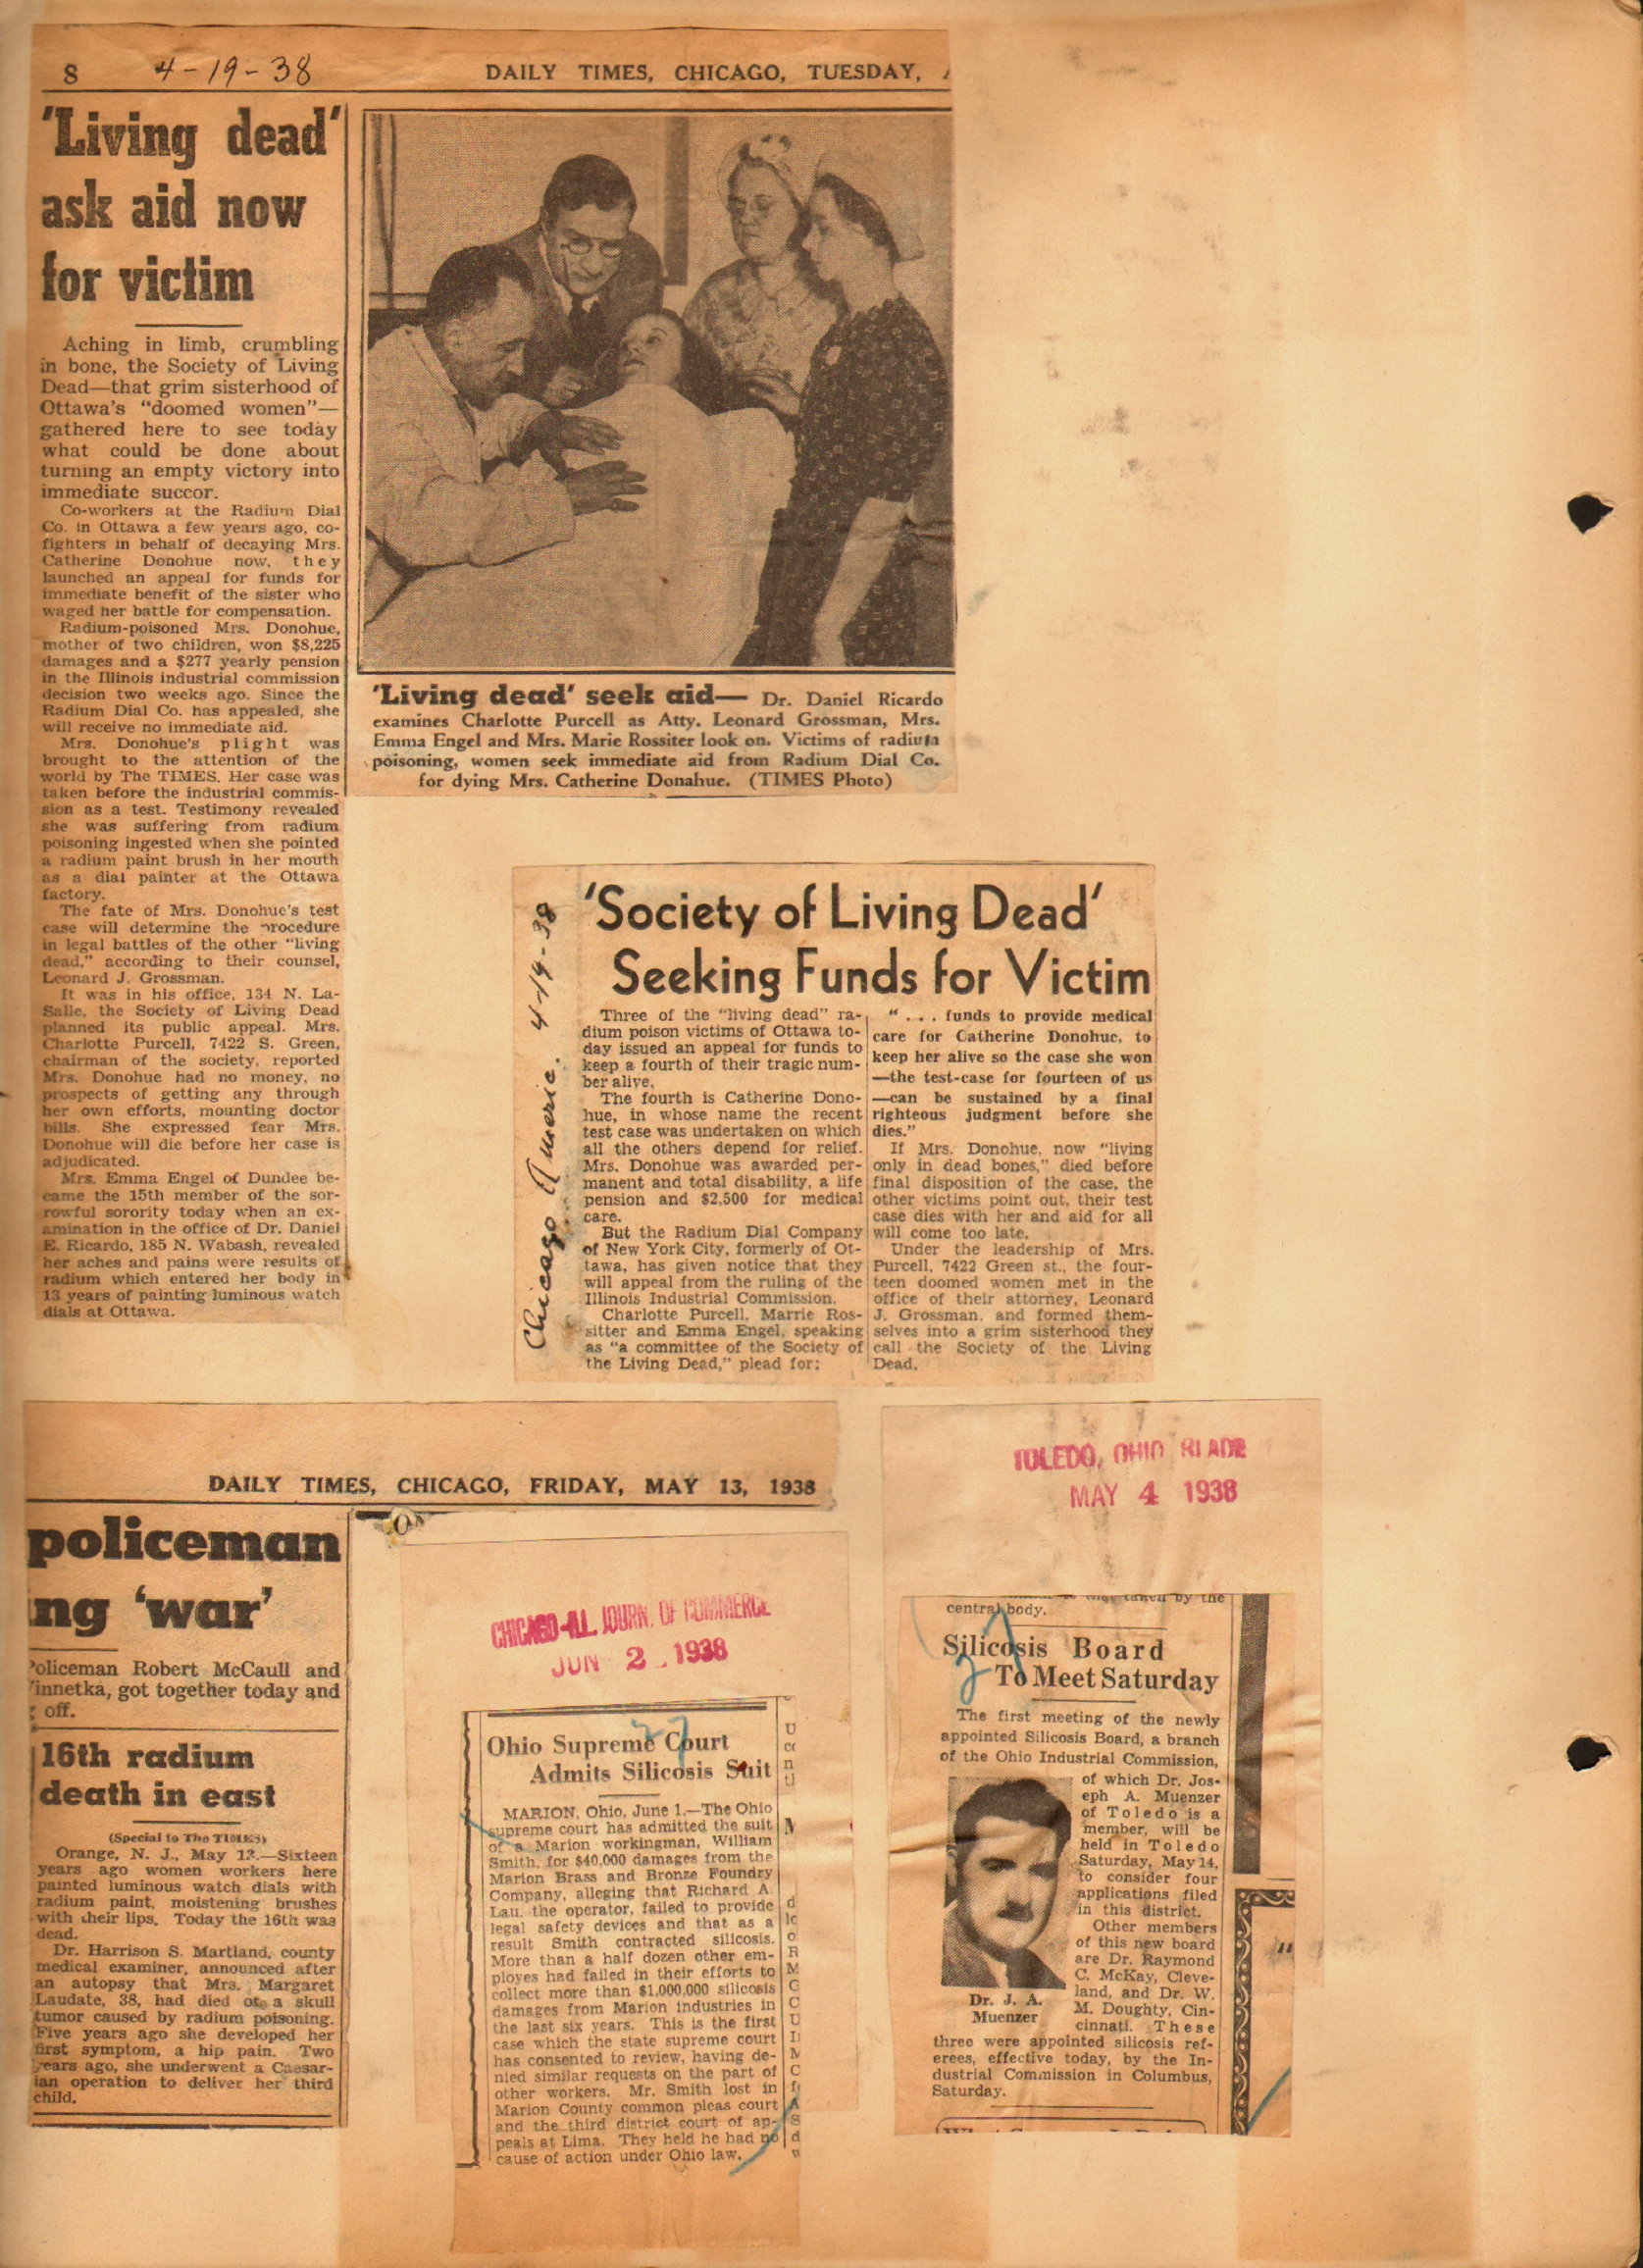 8 4-19-38 DAILY TIMES, CHICAGO, TUESDAY,
'Living dead'
ask aid now
for victim
Aching in limb, crumbling
in bone, the Society of Living
Dead—that grim sisterhood of
Ottawa's "doomed women"—
gathered here to see today
what could be done about
turning an empty victory into
immediate succor.
Co-workers at the Radium Dial
Co. in Ottawa a few years ago, co-
fighters in behalf of decaying Mrs.
Catherine Donohue now, they
launched an appeal for funds for
immediate benefit of the sister who
waged her battle for compensation.
Radium-poisoned Mrs. Donohue,
mother of two children, won $8,225
damages and a $277 yearly pension
in the Illinois industrial commission
decision two weeks ago. Since the
Radium Dial Co. has appealed, she
will receive no immediate aid.
Mrs. Donohue's plight was
brought to the attention of the
world by The TIMES. Her case was
taken before the industrial commis-
sion as a test. Testimony revealed
she was suffering from radium
poisoning ingested when she pointed
a radium paint brush in her mouth
as a dial painter at the Ottawa
factory.
The fate of Mrs. Donohue's test
case will determine the procedure
in legal battles of the other "living
dead," according to their counsel,
Leonard J. Grossman.
It was in his office, 134 N. La-
Salle, the Society of Living Dead
planned its public appeal. Mrs.
Charlotte Purcell, 7422 S. Green,
chairman of the society, reported
Mrs. Donohue had no money, no
prospects of getting any through
her own efforts, mounting doctor
bills. She expressed fear Mrs.
Donohue will die before her case is
adjudicated.
Mrs. Emma Engel of Dundee be-
came the 15th member of the sor-
rowful sorority today when an ex-
amination in the office of Dr. Daniel
E. Ricardo, 185 N. Wabash, revealed
her aches and pains were results of
radium which entered her body in
13 years of painting luminous watch
dials at Ottawa.
'Living dead' seek aid— Dr. Daniel Ricardo
examines Charlotte Purcell as Atty. Leonard Grossman, Mrs.
Emma Engel and Mrs. Marie Rossiter look on. Victims of radium
poisoning, women seek immediate aid from Radium Dial Co.
for dying Mrs. Catherine Donahue. (TIMES Photo)
Chicago Americ. 4-19-38
'Society of Living Dead'
Seeking Funds for Victim
Three of the "living dead" ra-
dium poison victims of Ottawa to-
day issued an appeal for funds to
keep a fourth of their tragic num-
ber alive.
The fourth is Catherine Dono-
hue, in whose name the recent
test case was undertaken on which
all the others depend for relief.
Mrs. Donohue was awarded per-
manent and total disability, a life
pension and $2,500 for medical
care.
But the Radium Dial Company
of New York City, formerly of Ot-
tawa, has given notice that they
will appeal from the ruling of the
Illinois Industrial Commission.
Charlotte Purcell, Marrie Ros-
sitter and Emma Engel, speaking
as "a committee of the Society of
the Living Dead," plead for:
" . . . funds to provide medical
care for Catherine Donohue, to
keep her alive so the case she won
—the test-case for fourteen of us
—can be sustained by a final
righteous judgment before she
dies."
If Mrs. Donohue, now "living
only in dead bones," died before
final disposition of the case, the
other victims point out, their test
case dies with her and aid for all
will come too late.
Under the leadership of Mrs.
Purcell, 7422 Green st., the four-
teen doomed women met in the
office of their attorney, Leonard
J. Grossman, and formed them-
selves into a grim sisterhood they
call the Society of the Living
Dead.
DAILY TIMES, CHICAGO, FRIDAY, MAY 13, 1938
policeman
ng 'war'
Policeman Robert McCaull and
innetka, got together today and
off.
16th radium
death in east
(Special to The TIMES)
Orange, N. J., May 13.—Sixteen
years ago women workers here
painted luminous watch dials with
radium paint, moistening brushes
with their lips. Today the 16th was
dead.
Dr. Harrison S. Martland, county
medical examiner, announced after
an autopsy that Mrs. Margaret
Laudate, 38, had died of a skull
tumor caused by radium poisoning.
Five years ago she developed her
first symptom, a hip pain. Two
years ago, she underwent a Caesar-
ian operation to deliver her third
child.
CHICAGO-ILL. JOURN. OF COMMERCE
JUN 2 . 1938
27
Ohio Supreme Court
Admits Silicosis Suit
MARION, Ohio, June 1.—The Ohio
supreme court has admitted the suit
of a Marion workingman, William
Smith, for $40,000 damages from the
Marion Brass and Bronze Foundry
Company, alleging that Richard A.
Lau, the operator, failed to provide
legal safety devices and that as a
result Smith contracted silicosis.
More than a half dozen other em-
ployes had failed in their efforts to
collect more than $1,000,000 silicosis
damages from Marion industries in
the last six years. This is the first
case which the state supreme court
has consented to review, having de-
nied similar requests on the part of
other workers. Mr. Smith lost in
Marion County common pleas court
and the third district court of ap-
peals at Lima. They held he had no
cause of action under Ohio law.
TOLEDO, OHIO BLADE
MAY 4 1938
taken by the
central body.
27
Silicosis Board
To Meet Saturday
The first meeting of the newly
appointed Silicosis Board, a branch
of the Ohio Industrial Commission,
of which Dr. Jos-
eph A. Muenzer
of Toledo is a
member, will be
held in Toledo
Saturday, May 14,
to consider four
applications filed
in this district.
Other members
of this new board
are Dr. Raymond
C. McKay, Cleve-
land, and Dr. W.
M. Doughty, Cin-
cinnati. These
three were appointed silicosis ref-
erees, effective today, by the In-
dustrial Commission in Columbus,
Saturday.
Dr. J. A.
Muenzer